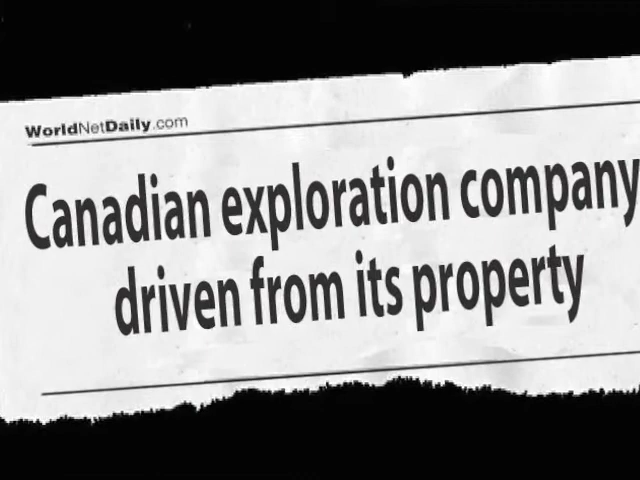 WorldNetDaily.com
Canadian exploration company
driven from its property